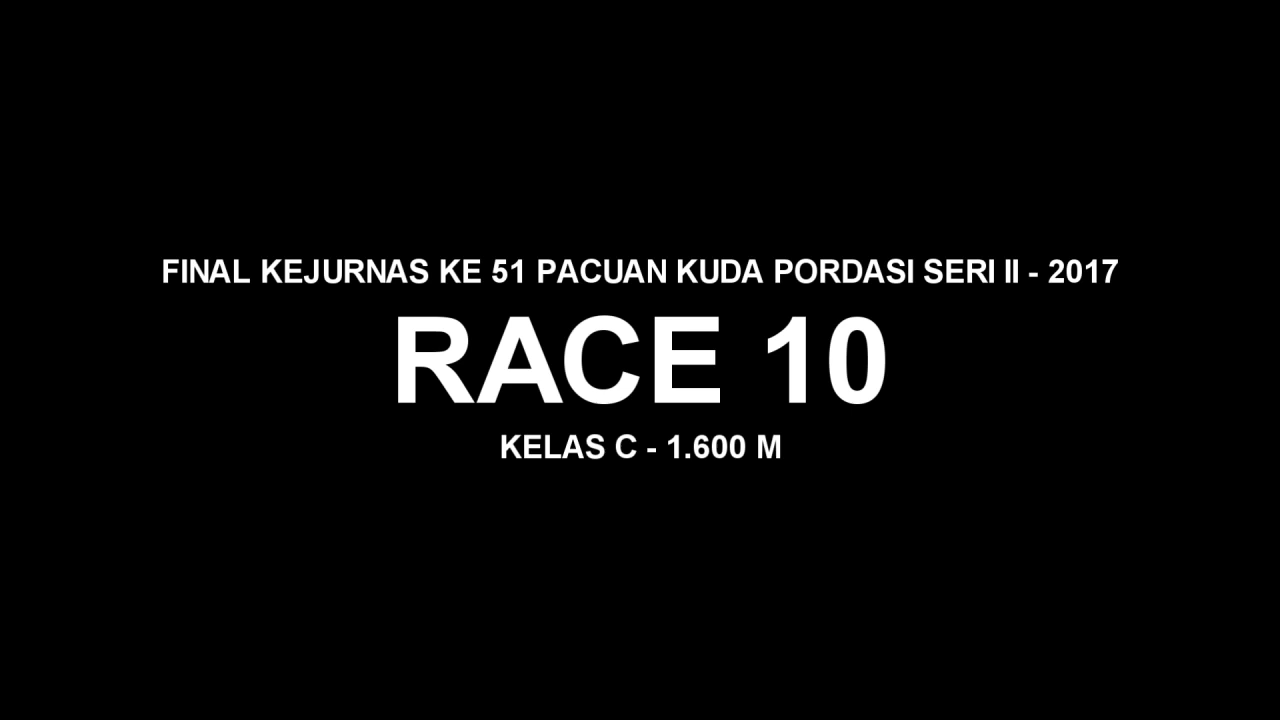 FINAL KEJURNAS KE 51 PACUAN KUDA PORDASI SERI II - 2017
RACE 10
KELAS C - 1.600 M